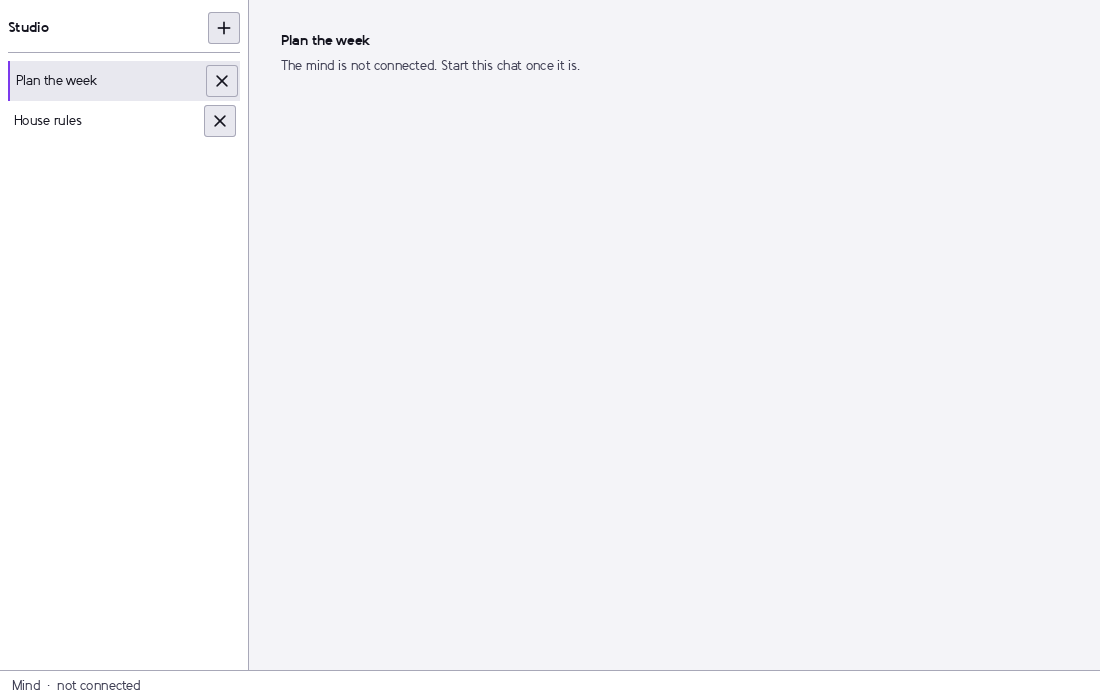 Studio
Plan the week
House rules
Plan the week
The mind is not connected. Start this chat once it is.
Mind · not connected